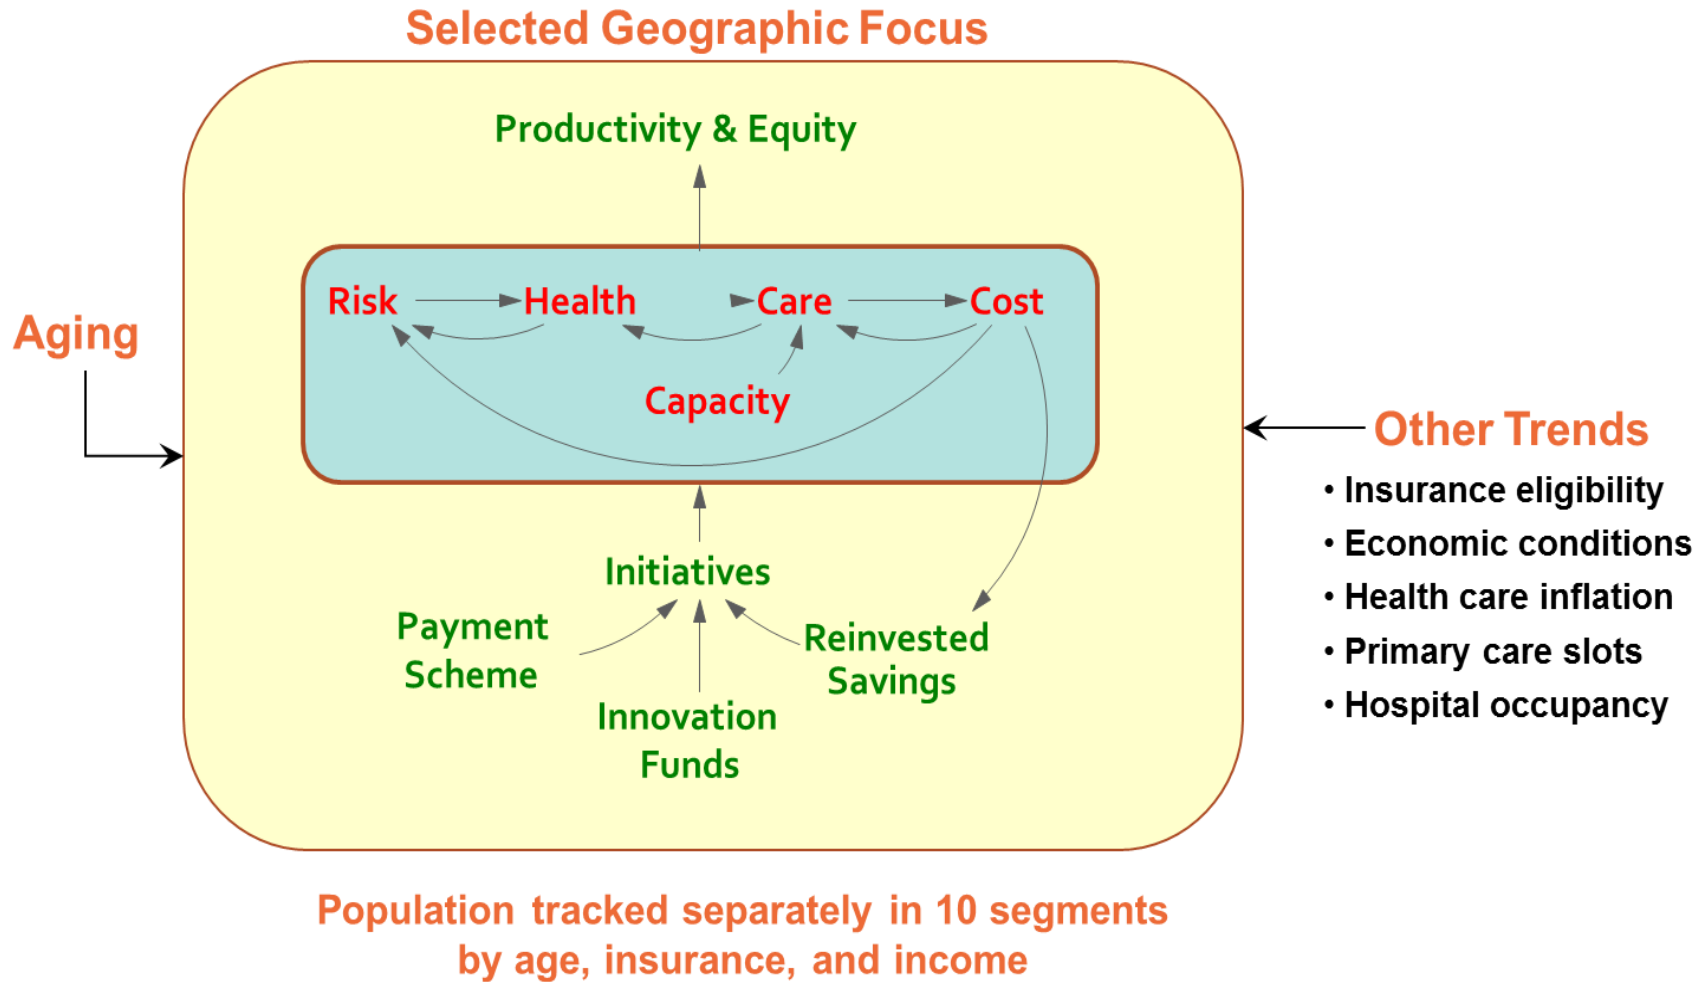 Selected Geographic Focus
Productivity & Equity
Risk
Health
Care
Cost
Capacity
Aging
Other Trends
• Insurance eligibility
• Economic conditions
• Health care inflation
• Primary care slots
• Hospital occupancy
Initiatives
Payment
Scheme
Reinvested
Savings
Innovation
Funds
Population tracked separately in 10 segments
by age, insurance, and income